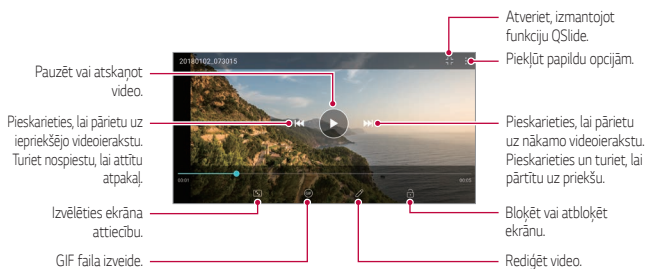 Atveriet, izmantojot
funkciju QSlide.
Piekļūt papildu opcijām.
20180102_073015
Pauzēt vai atskaņot
video.
Pieskarieties, lai pārietu uz
iepriekšējo videoierakstu.
Turiet nospiestu, lai attītu
atpakaļ.
Pieskarieties, lai pārietu
uz nākamo videoierakstu.
Pieskarieties un turiet, lai
pārtītu uz priekšu.
00:01
00:03
GIF
Izvēlēties ekrāna
attiecību.
Bloķēt vai atbloķēt
ekrānu.
GIF faila izveide.
Rediģēt video.